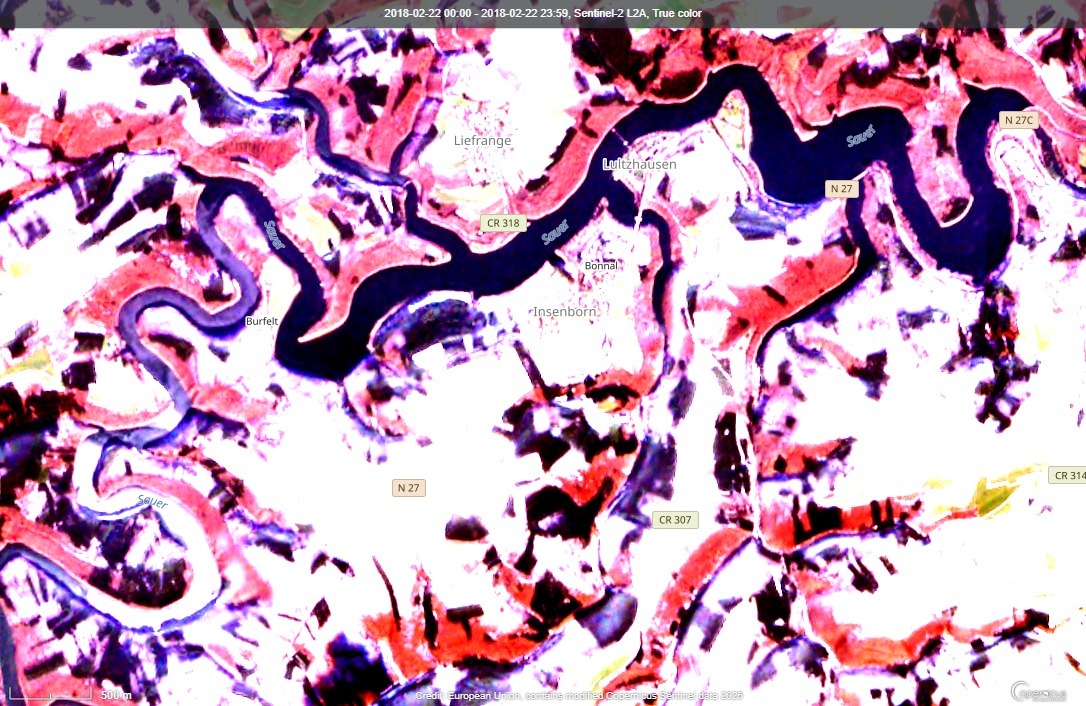 2018-02-22 00:00 - 2018-02-22 23:59, Sentinel-2 L2A, True color
N 27C
Sauer
Liefrange
Lultzhausen
N 27
CR 318
Sauer
Sauer
Bonnal
Insenborn
Burfelt
CR 314
N 27
Sauer
CR 307
500 m
Credit: European Union, contains modified Copernicus Sentinel data 2025
opernicus